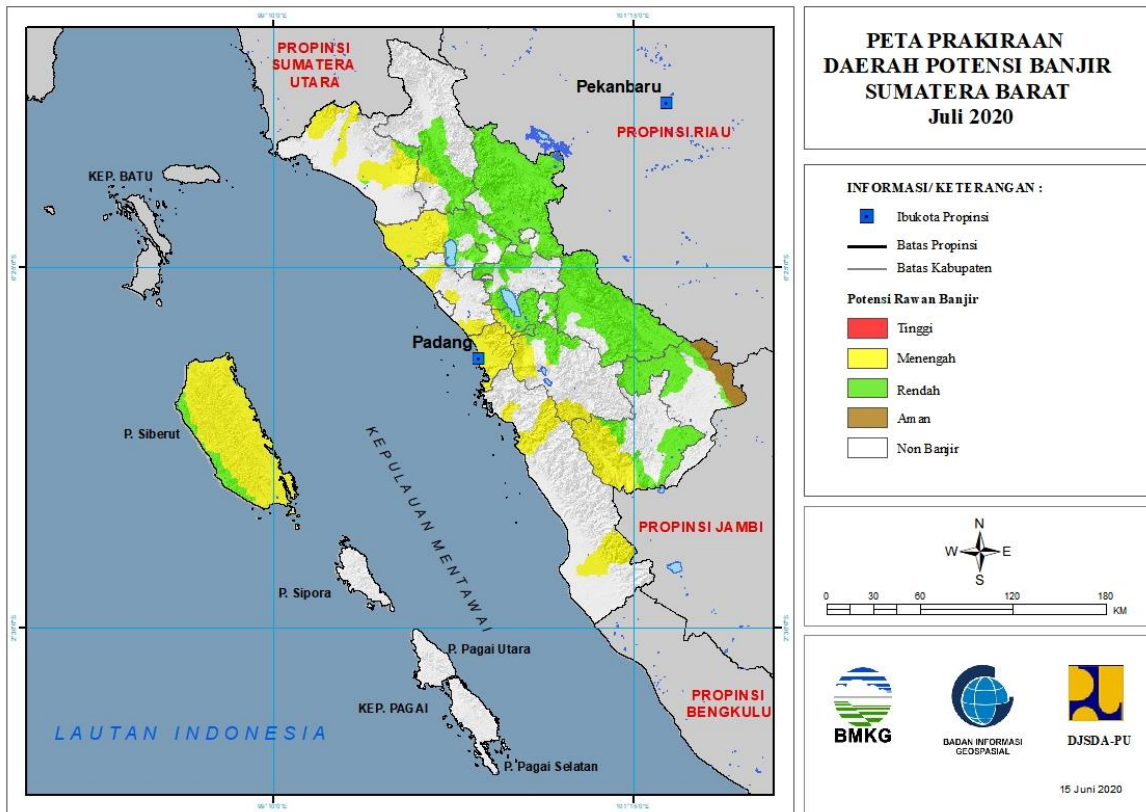 PROPINSI
SUMATERA
UTARA
Pekanbaru
PROPINSI RIAU
KEP. BATU
Padang
P. Siberut
KEPULAUAN MENTAWAI
PROPINSI JAMBI
P. Sipora
P. Pagai Utara
KEP. PAGAI
PROPINSI
BENGKULU
LAUTAN INDONESIA
P. Pagai Selatan
PETA PRAKIRAAN
DAERAH POTENSI BANJIR
SUMATERA BARAT
Juli 2020
INFORMASI/ KETERANGAN :
Ibukota Propinsi
Batas Propinsi
Batas Kabupaten
Potensi Rawan Banjir
Tinggi
Menengah
Rendah
Aman
Non Banjir
N
W E
S
0 30 60 120 180
KM
BMKG
BADAN INFORMASI
GEOSPASIAL
DJSDA-PU
15 Juni 2020